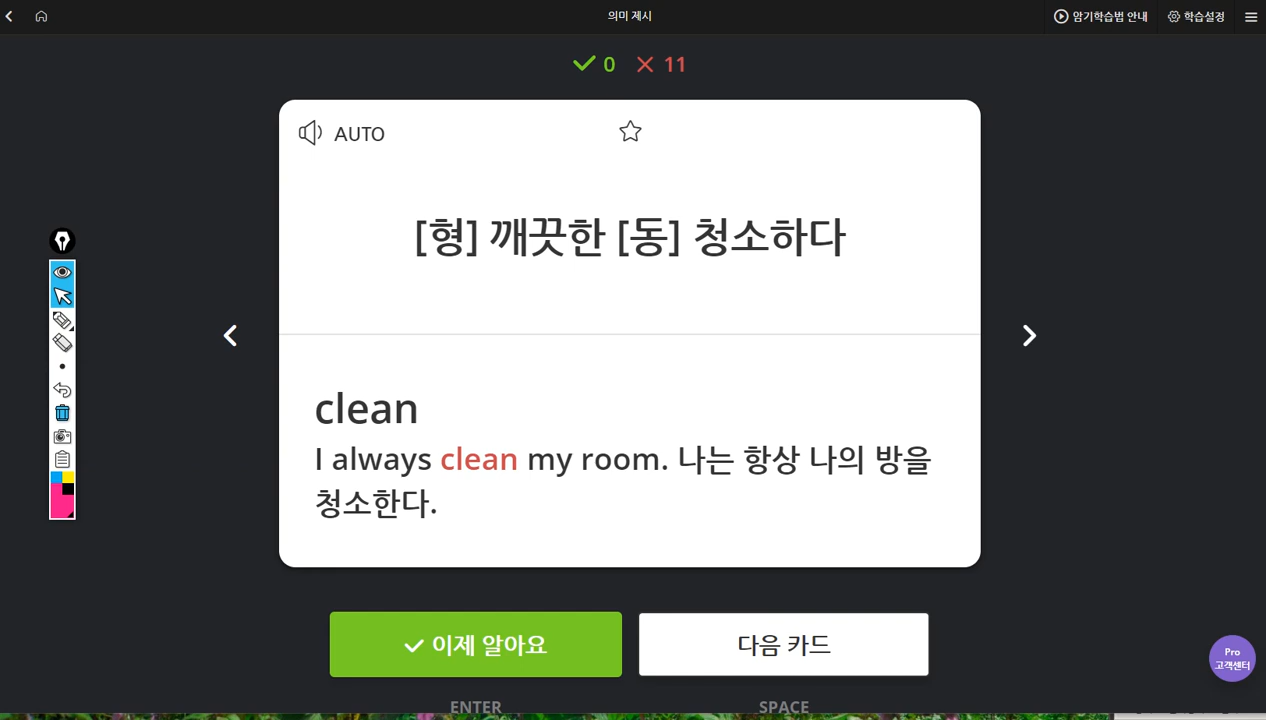 의미 제시
암기학습법 안내
학습설정
0
11
AUTO
[형] 깨끗한 [동] 청소하다
clean
I always clean my room. 나는 항상 나의 방을
청소한다.
이제 알아요
다음 카드
Pro
고객센터
ENTER
SPACE